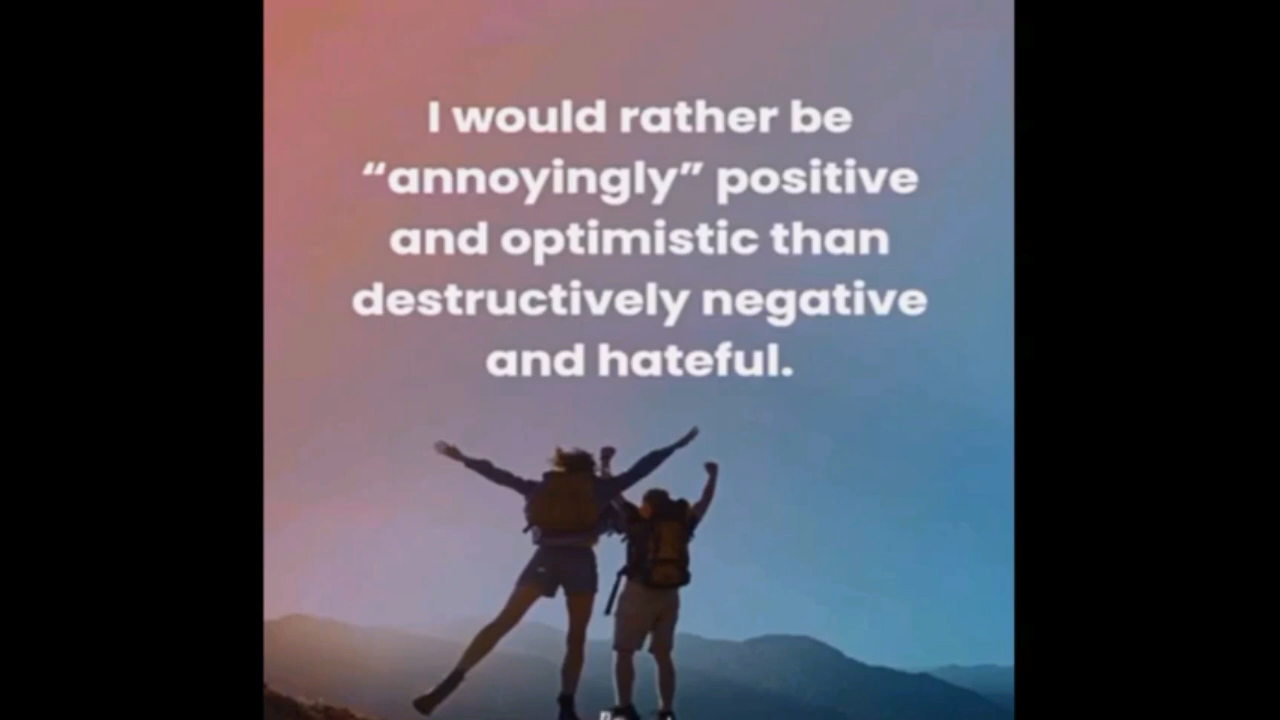 I would rather be
“annoyingly” positive
and optimistic than
destructively negative
and hateful.